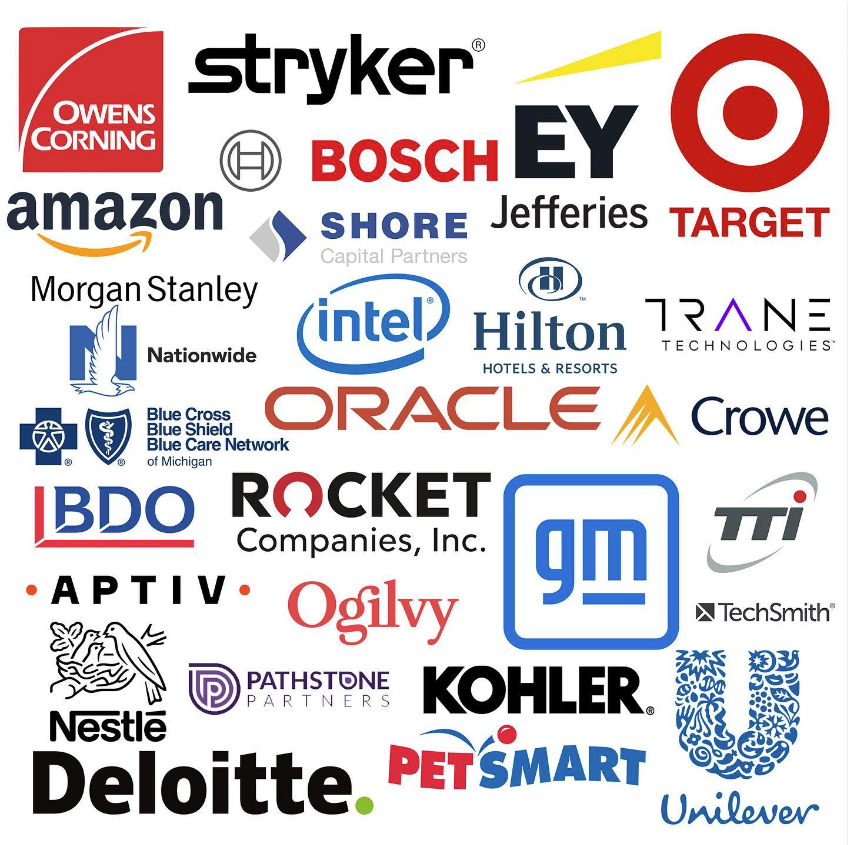 OWENS
CORNING
stryker®
EY
TARGET
BOSCH
amazon
SHORE
Capital Partners
Jefferies
Morgan Stanley
intel®
H
Hilton™
HOTELS & RESORTS
TRANE
TECHNOLOGIES™
N
Nationwide
ORACLE
Crowe
Blue Cross
Blue Shield
Blue Care Network
of Michigan
® ®
BDO
ROCKET
Companies, Inc.
gm
TTI
• APTIV •
Ogilvy
TechSmith®
Nestlé
PATHSTONE
PARTNERS
KOHLER®
U
Unilever
Deloitte.
PETSMART